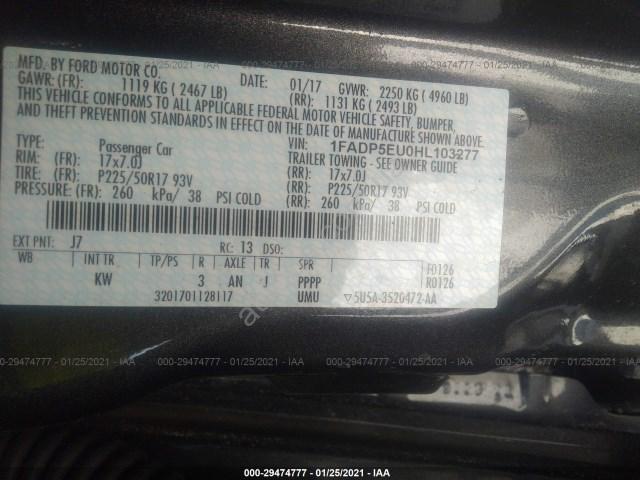 000-29474777 - 01/25/2021 - IAA
000-29474777 - 01/25/2021 - IAA
000-29474777 - 01/25/2021 - IAA
MFD. BY FORD MOTOR CO.
DATE: 01/17 GVWR: 2250 KG ( 4960 LB)
GAWR: (FR): 1119 KG ( 2467 LB) (RR): 1131 KG ( 2493 LB)
THIS VEHICLE CONFORMS TO ALL APPLICABLE FEDERAL MOTOR VEHICLE SAFETY, BUMPER,
AND THEFT PREVENTION STANDARDS IN EFFECT ON THE DATE OF MANUFACTURE SHOWN ABOVE.
VIN: 1FADP5EU0HL103277
TYPE: Passenger Car TRAILER TOWING - SEE OWNER GUIDE
RIM: (FR): 17x7.0J (RR): 17x7.0J
TIRE: (FR): P225/50R17 93V (RR): P225/50R17 93V
PRESSURE: (FR): 260 kPa/ 38 PSI COLD (RR): 260 kPa/ 38 PSI COLD
EXT PNT: J7 RC: 13 DSO:
WB INT TR TP/PS R AXLE TR SPR F0126
KW 3 AN J PPPP R0126
3201701128117 UMU ▽5U5A-3520472-AA
000-29474777 - 01/25/2021 - IAA
000-29474777 - 01/25/2021 - IAA
000-29474777 - 01/25/2021 - IAA
000-29474777 - 01/25/2021 - IAA